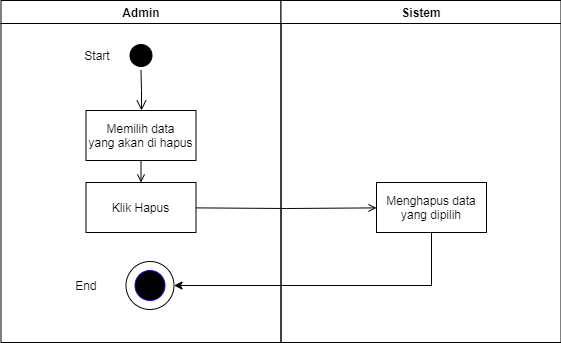 Admin
Sistem
Start
Memilih data
yang akan di hapus
Klik Hapus
Menghapus data
yang dipilih
End